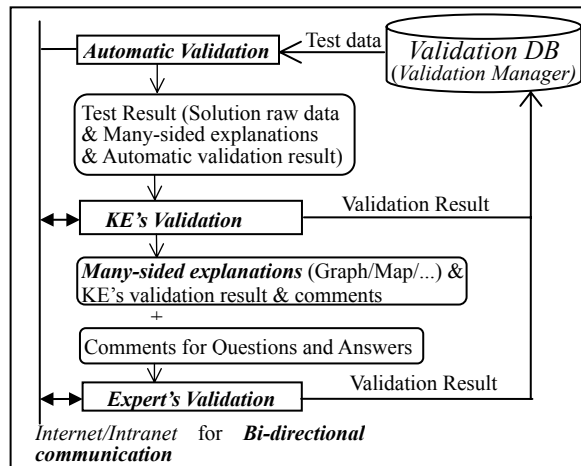 Test data
Automatic Validation
Validation DB
(Validation Manager)
Test Result (Solution raw data
& Many-sided explanations
& Automatic validation result)
KE's Validation
Validation Result
Many-sided explanations (Graph/Map/...) &
KE's validation result & comments
+
Comments for Questions and Answers
Expert's Validation
Validation Result
Internet/Intranet for Bi-directional
communication